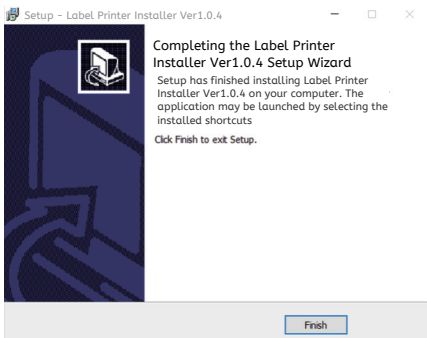 Setup - Label Printer Installer Ver1.0.4
Completing the Label Printer
Installer Ver1.0.4 Setup Wizard
Setup has finished installing Label Printer
Installer Ver1.0.4 on your computer. The
application may be launched by selecting the
installed shortcuts
Click Finish to exit Setup.
Finish